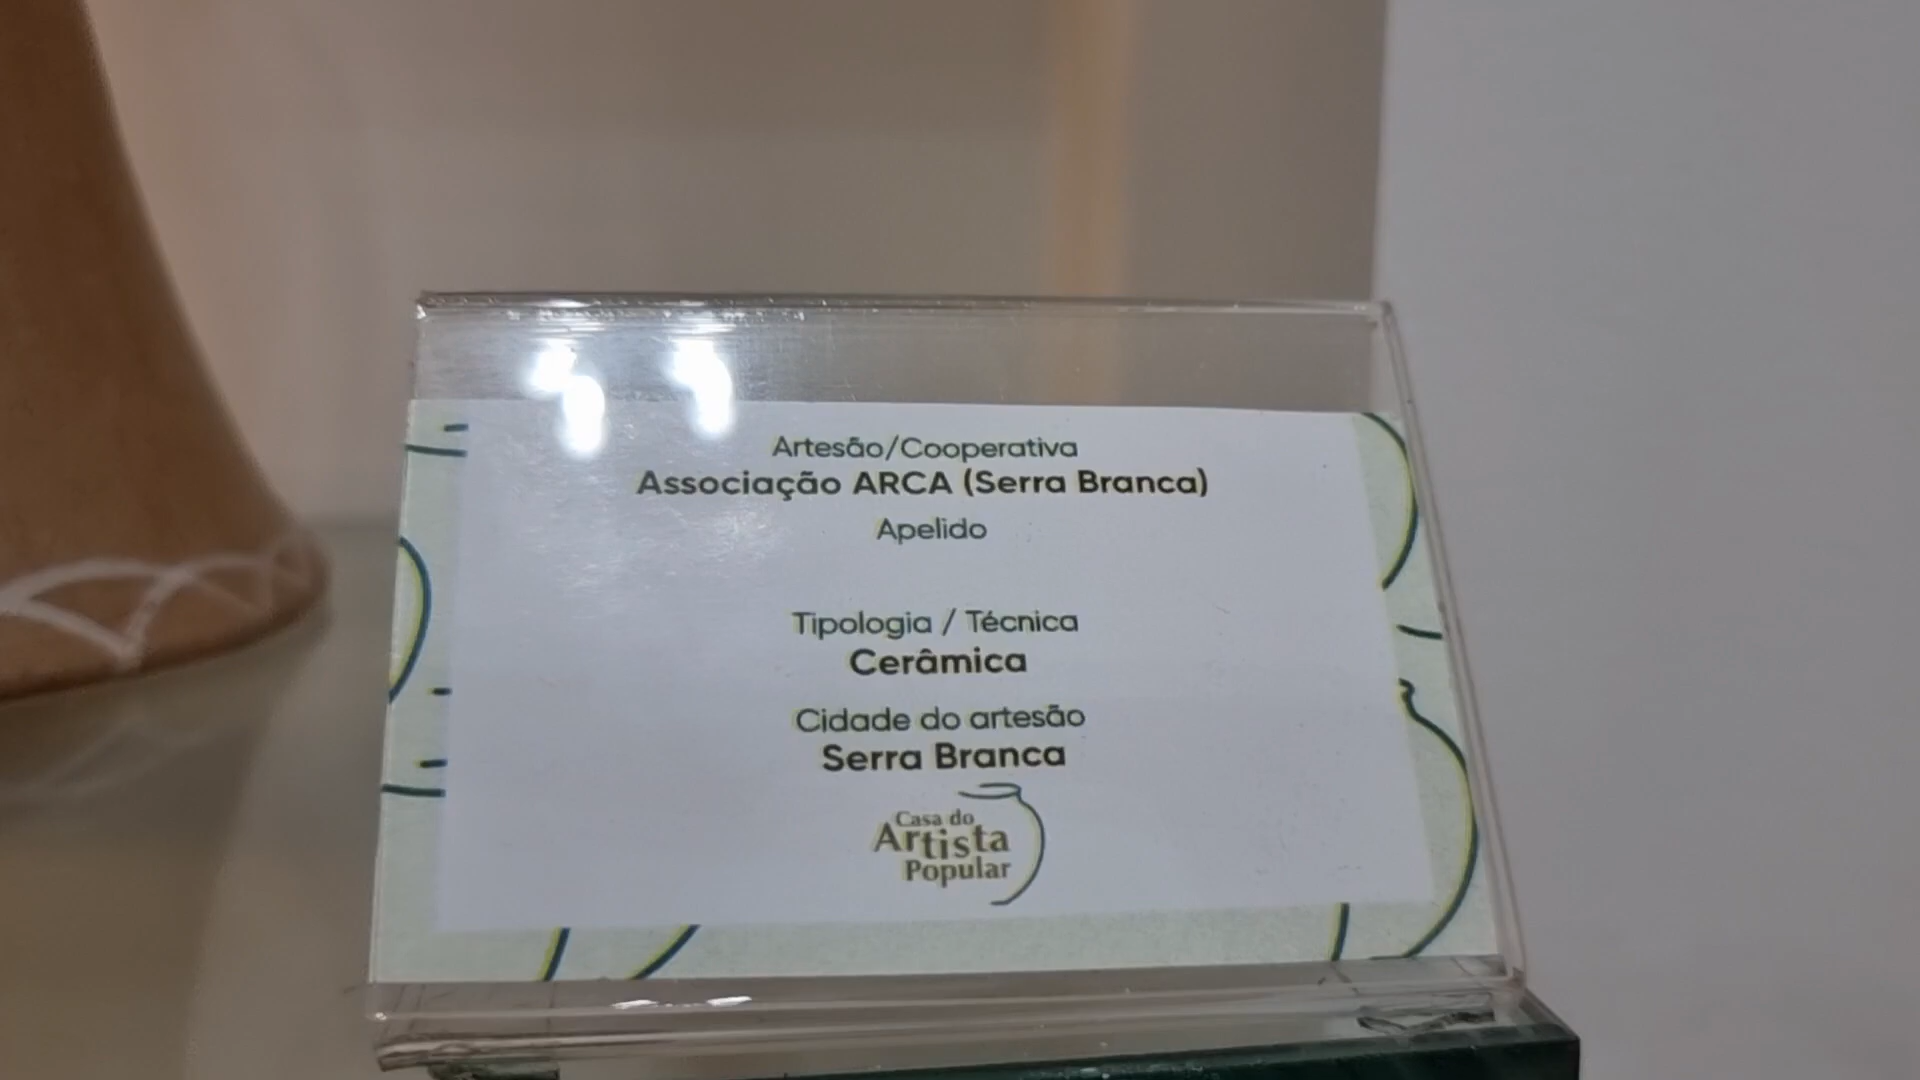 Artesão/Cooperativa
Associação ARCA (Serra Branca)
Apelido
Tipologia / Técnica
Cerâmica
Cidade do artesão
Serra Branca
Casa do
Artista
Popular